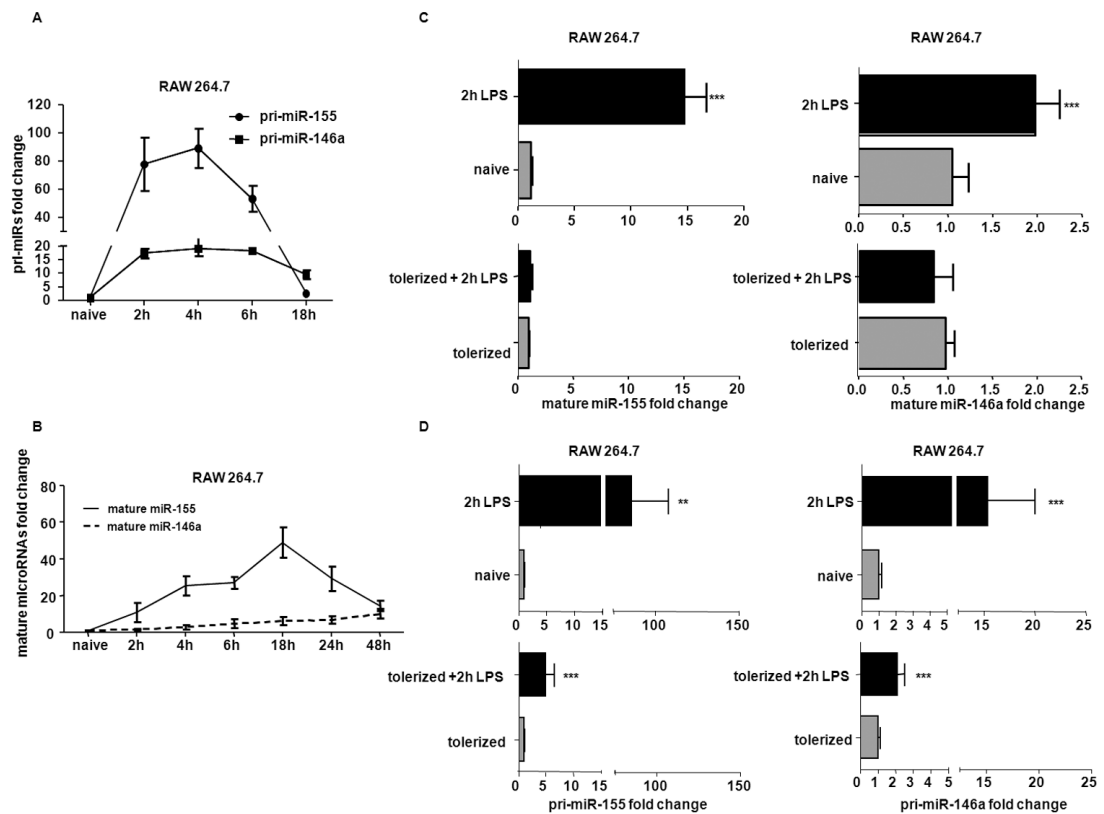 A
RAW 264.7
pri-miR-155
pri-miR-146a
pri-mIRs fold change
120
100
80
60
40
20
15
10
5
0
naive 2h 4h 6h 18h
B
RAW 264.7
mature miR-155
mature miR-146a
mature mIcroRNAs fold change
80
60
40
20
0
naive 2h 4h 6h 18h 24h 48h
C
RAW 264.7
2h LPS
***
naive
0 5 10 15 20
tolerized + 2h LPS
tolerized
0 5 10 15 20
mature miR-155 fold change
RAW 264.7
2h LPS
***
naive
0.0 0.5 1.0 1.5 2.0 2.5
tolerized + 2h LPS
tolerized
0.0 0.5 1.0 1.5 2.0 2.5
mature miR-146a fold change
D
RAW 264.7
2h LPS
**
naive
0 5 10 15 100 150
tolerized +2h LPS
***
tolerized
0 5 10 15 100 150
pri-miR-155 fold change
RAW 264.7
2h LPS
***
naive
0 1 2 3 4 5 15 20 25
tolerized +2h LPS
***
tolerized
0 1 2 3 4 5 15 20 25
pri-miR-146a fold change